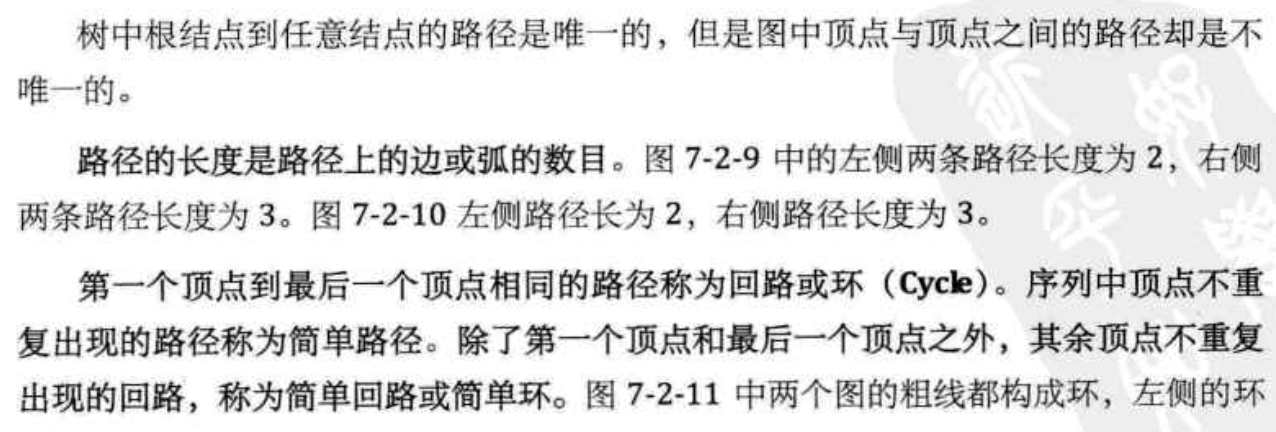 树中根结点到任意结点的路径是唯一的，但是图中顶点与顶点之间的路径却是不
唯一的。
路径的长度是路径上的边或弧的数目。图 7-2-9 中的左侧两条路径长度为 2，右侧
两条路径长度为 3。图 7-2-10 左侧路径长为 2，右侧路径长度为 3。
第一个顶点到最后一个顶点相同的路径称为回路或环（Cycle）。序列中顶点不重
复出现的路径称为简单路径。除了第一个顶点和最后一个顶点之外，其余顶点不重复
出现的回路，称为简单回路或简单环。图 7-2-11 中两个图的粗线都构成环，左侧的环